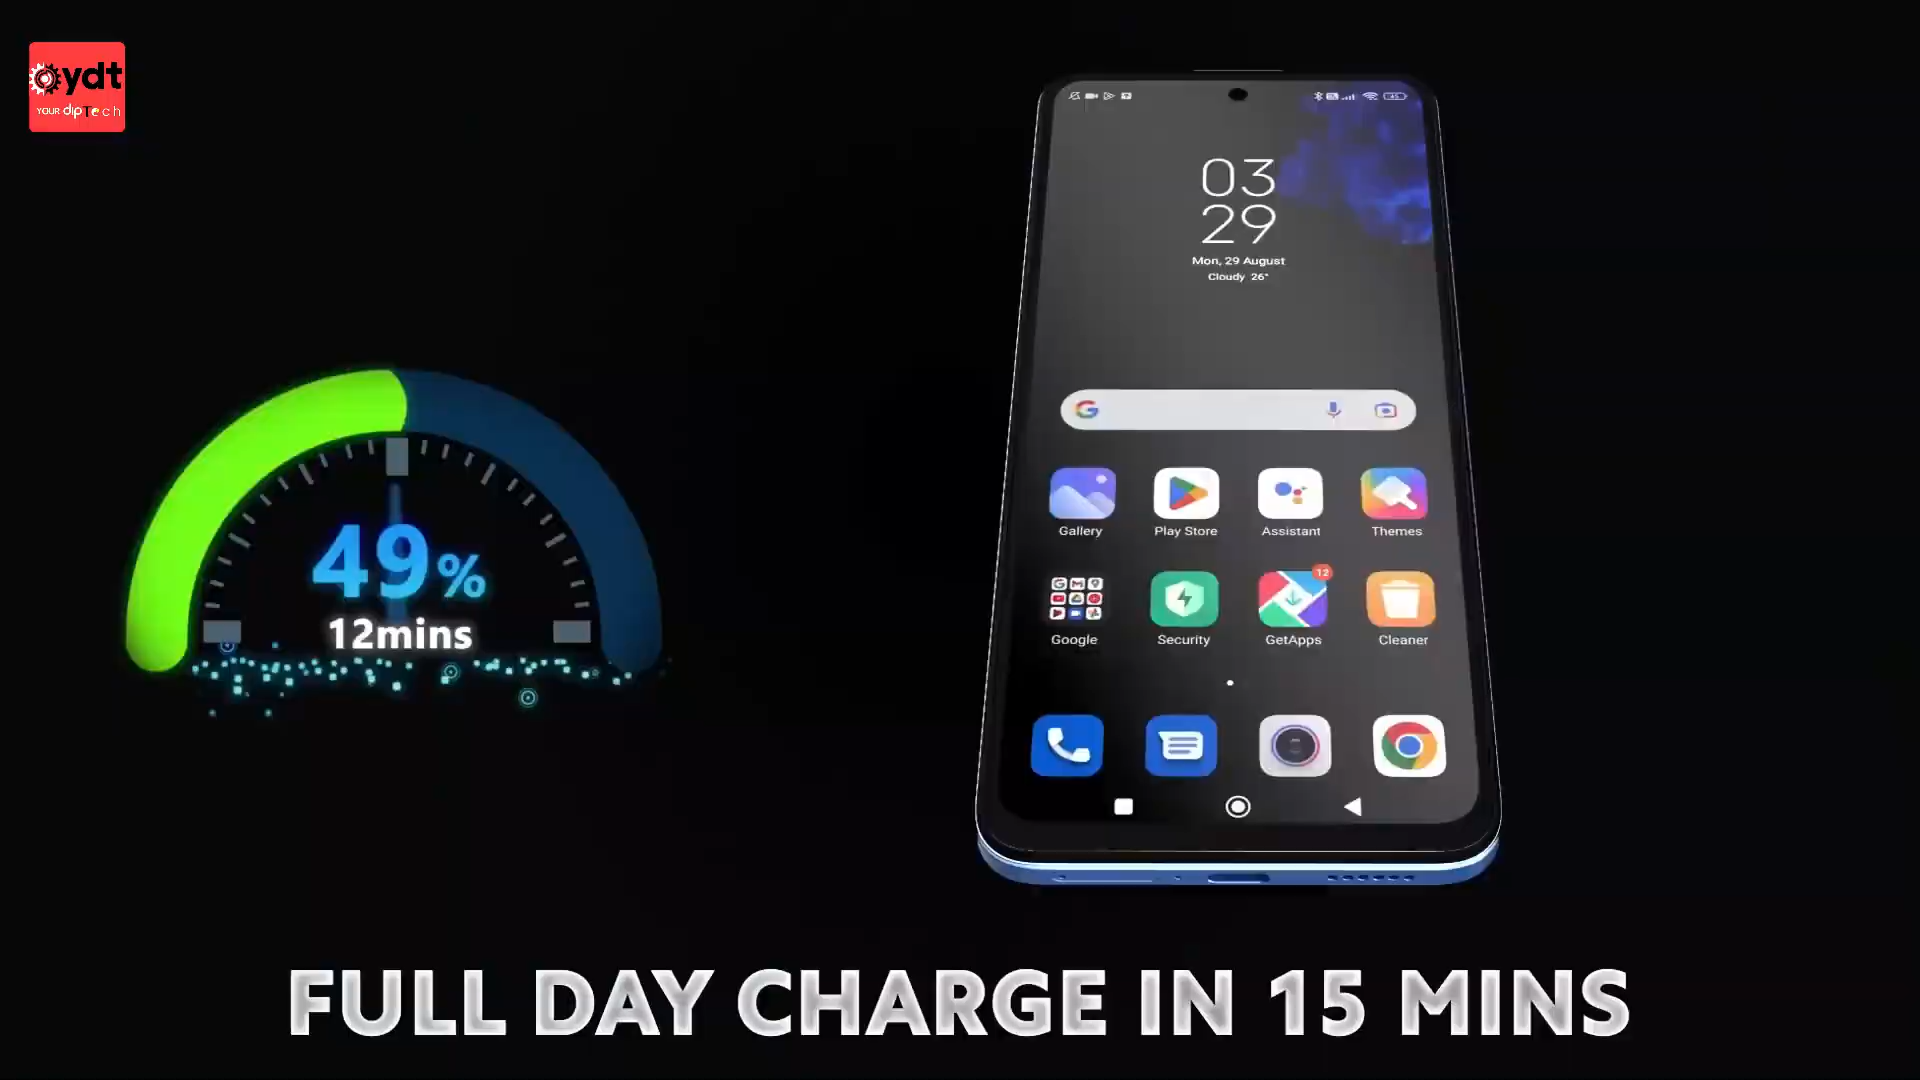 ydt
YOUR dipTech
03
29
Mon, 29 August
Cloudy 26°
Gallery
Play Store
Assistant
Themes
12
Google
Security
GetApps
Cleaner
49%
12mins
FULL DAY CHARGE IN 15 MINS